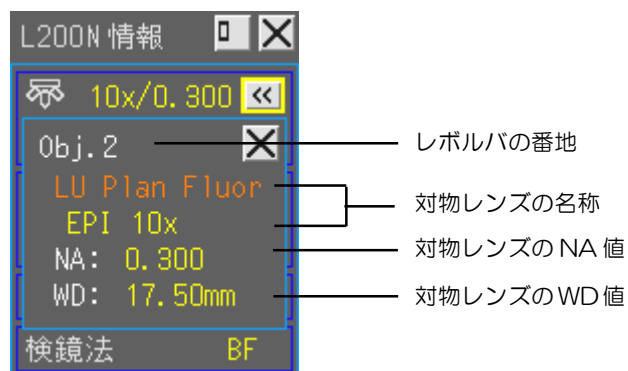 L200N 情報
10x/0.300 <<
Obj.2
レボルバの番地
LU Plan Fluor
対物レンズの名称
EPI 10x
NA: 0.300
対物レンズの NA 値
WD: 17.50mm
対物レンズの WD 値
検鏡法 BF